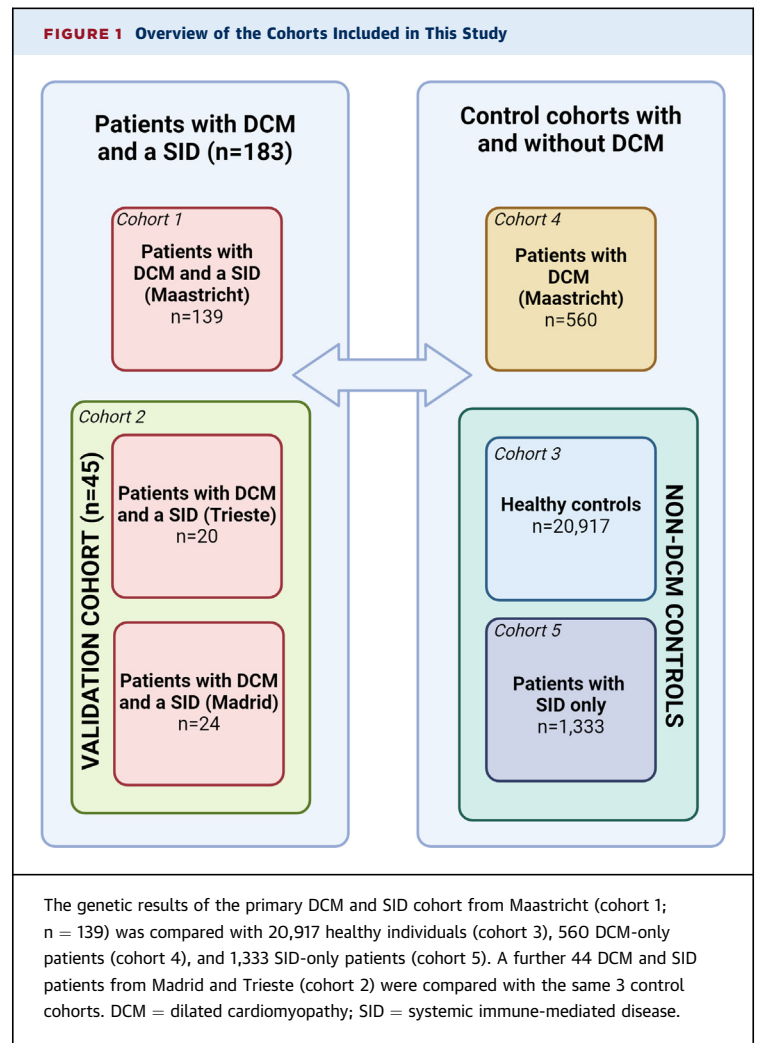 FIGURE 1 Overview of the Cohorts Included in This Study
Patients with DCM
and a SID (n=183)
Cohort 1
Patients with
DCM and a SID
(Maastricht)
n=139
Cohort 2
VALIDATION COHORT (n=45)
Patients with DCM
and a SID (Trieste)
n=20
Patients with DCM
and a SID (Madrid)
n=24
Control cohorts with
and without DCM
Cohort 4
Patients with
DCM
(Maastricht)
n=560
Cohort 3
Healthy controls
n=20,917
NON-DCM CONTROLS
Cohort 5
Patients with
SID only
n=1,333
The genetic results of the primary DCM and SID cohort from Maastricht (cohort 1;
n = 139) was compared with 20,917 healthy individuals (cohort 3), 560 DCM-only
patients (cohort 4), and 1,333 SID-only patients (cohort 5). A further 44 DCM and SID
patients from Madrid and Trieste (cohort 2) were compared with the same 3 control
cohorts. DCM = dilated cardiomyopathy; SID = systemic immune-mediated disease.